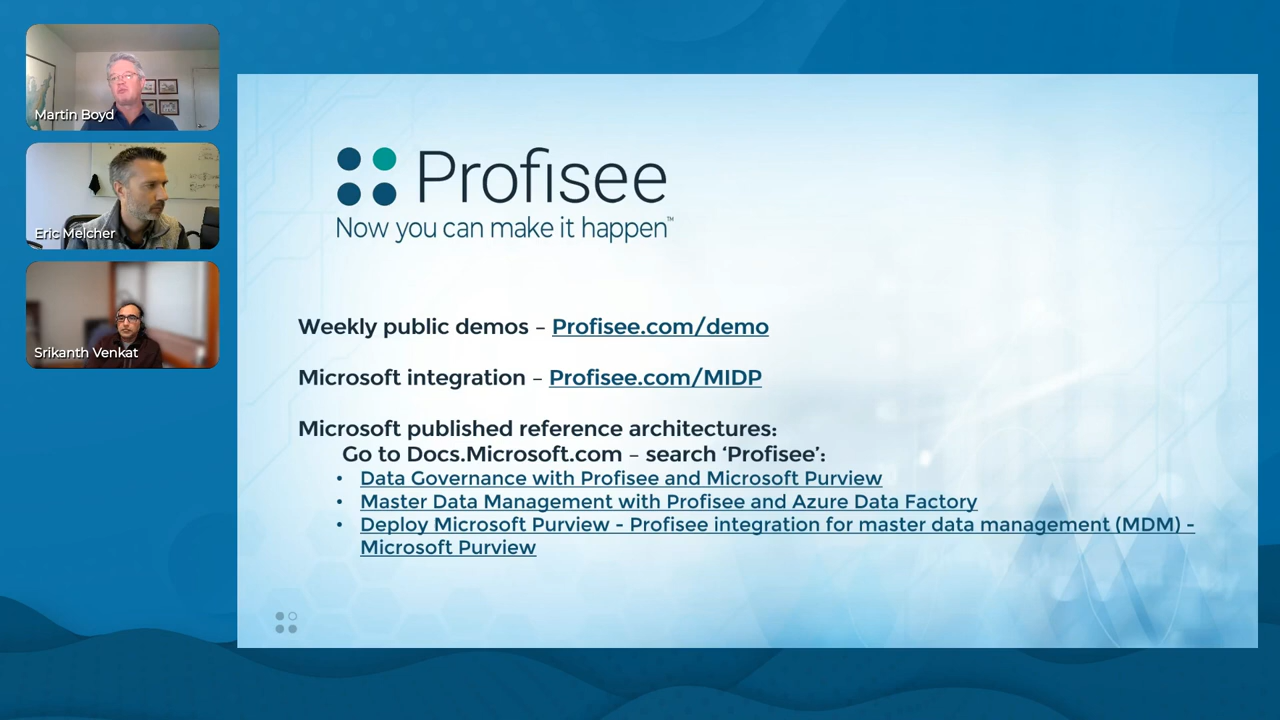 Martin Boyd
Eric Melcher
Srikanth Venkat
Profisee
Now you can make it happen™
Weekly public demos – Profisee.com/demo
Microsoft integration – Profisee.com/MIDP
Microsoft published reference architectures:
Go to Docs.Microsoft.com – search ‘Profisee’:
• Data Governance with Profisee and Microsoft Purview
• Master Data Management with Profisee and Azure Data Factory
• Deploy Microsoft Purview - Profisee integration for master data management (MDM) -
Microsoft Purview